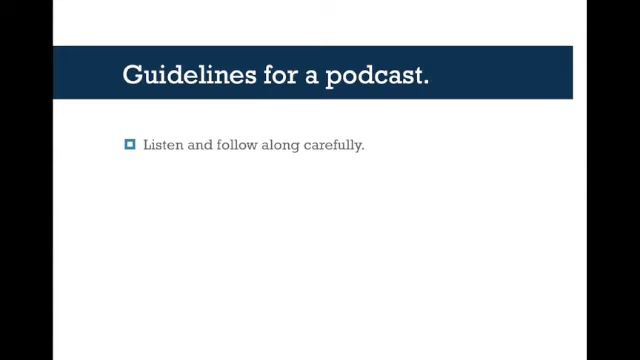 Guidelines for a podcast.
Listen and follow along carefully.